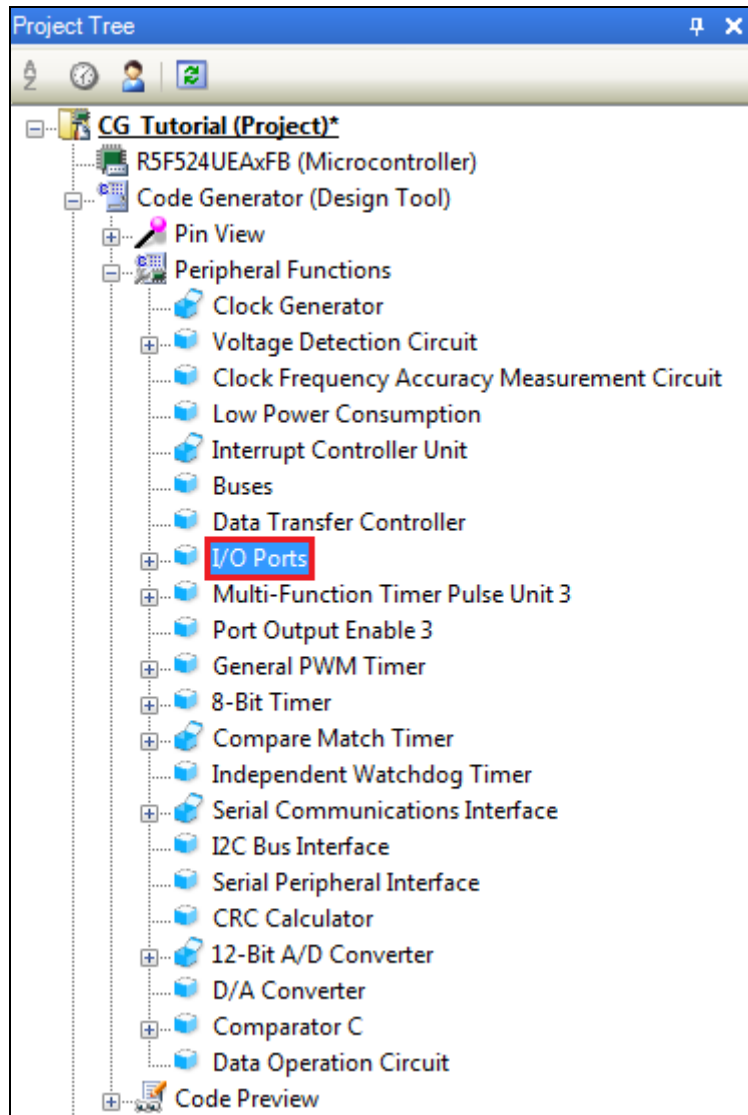 Project Tree
CG_Tutorial (Project)*
R5F524UEAxFB (Microcontroller)
Code Generator (Design Tool)
Pin View
Peripheral Functions
Clock Generator
Voltage Detection Circuit
Clock Frequency Accuracy Measurement Circuit
Low Power Consumption
Interrupt Controller Unit
Buses
Data Transfer Controller
I/O Ports
Multi-Function Timer Pulse Unit 3
Port Output Enable 3
General PWM Timer
8-Bit Timer
Compare Match Timer
Independent Watchdog Timer
Serial Communications Interface
I2C Bus Interface
Serial Peripheral Interface
CRC Calculator
12-Bit A/D Converter
D/A Converter
Comparator C
Data Operation Circuit
Code Preview